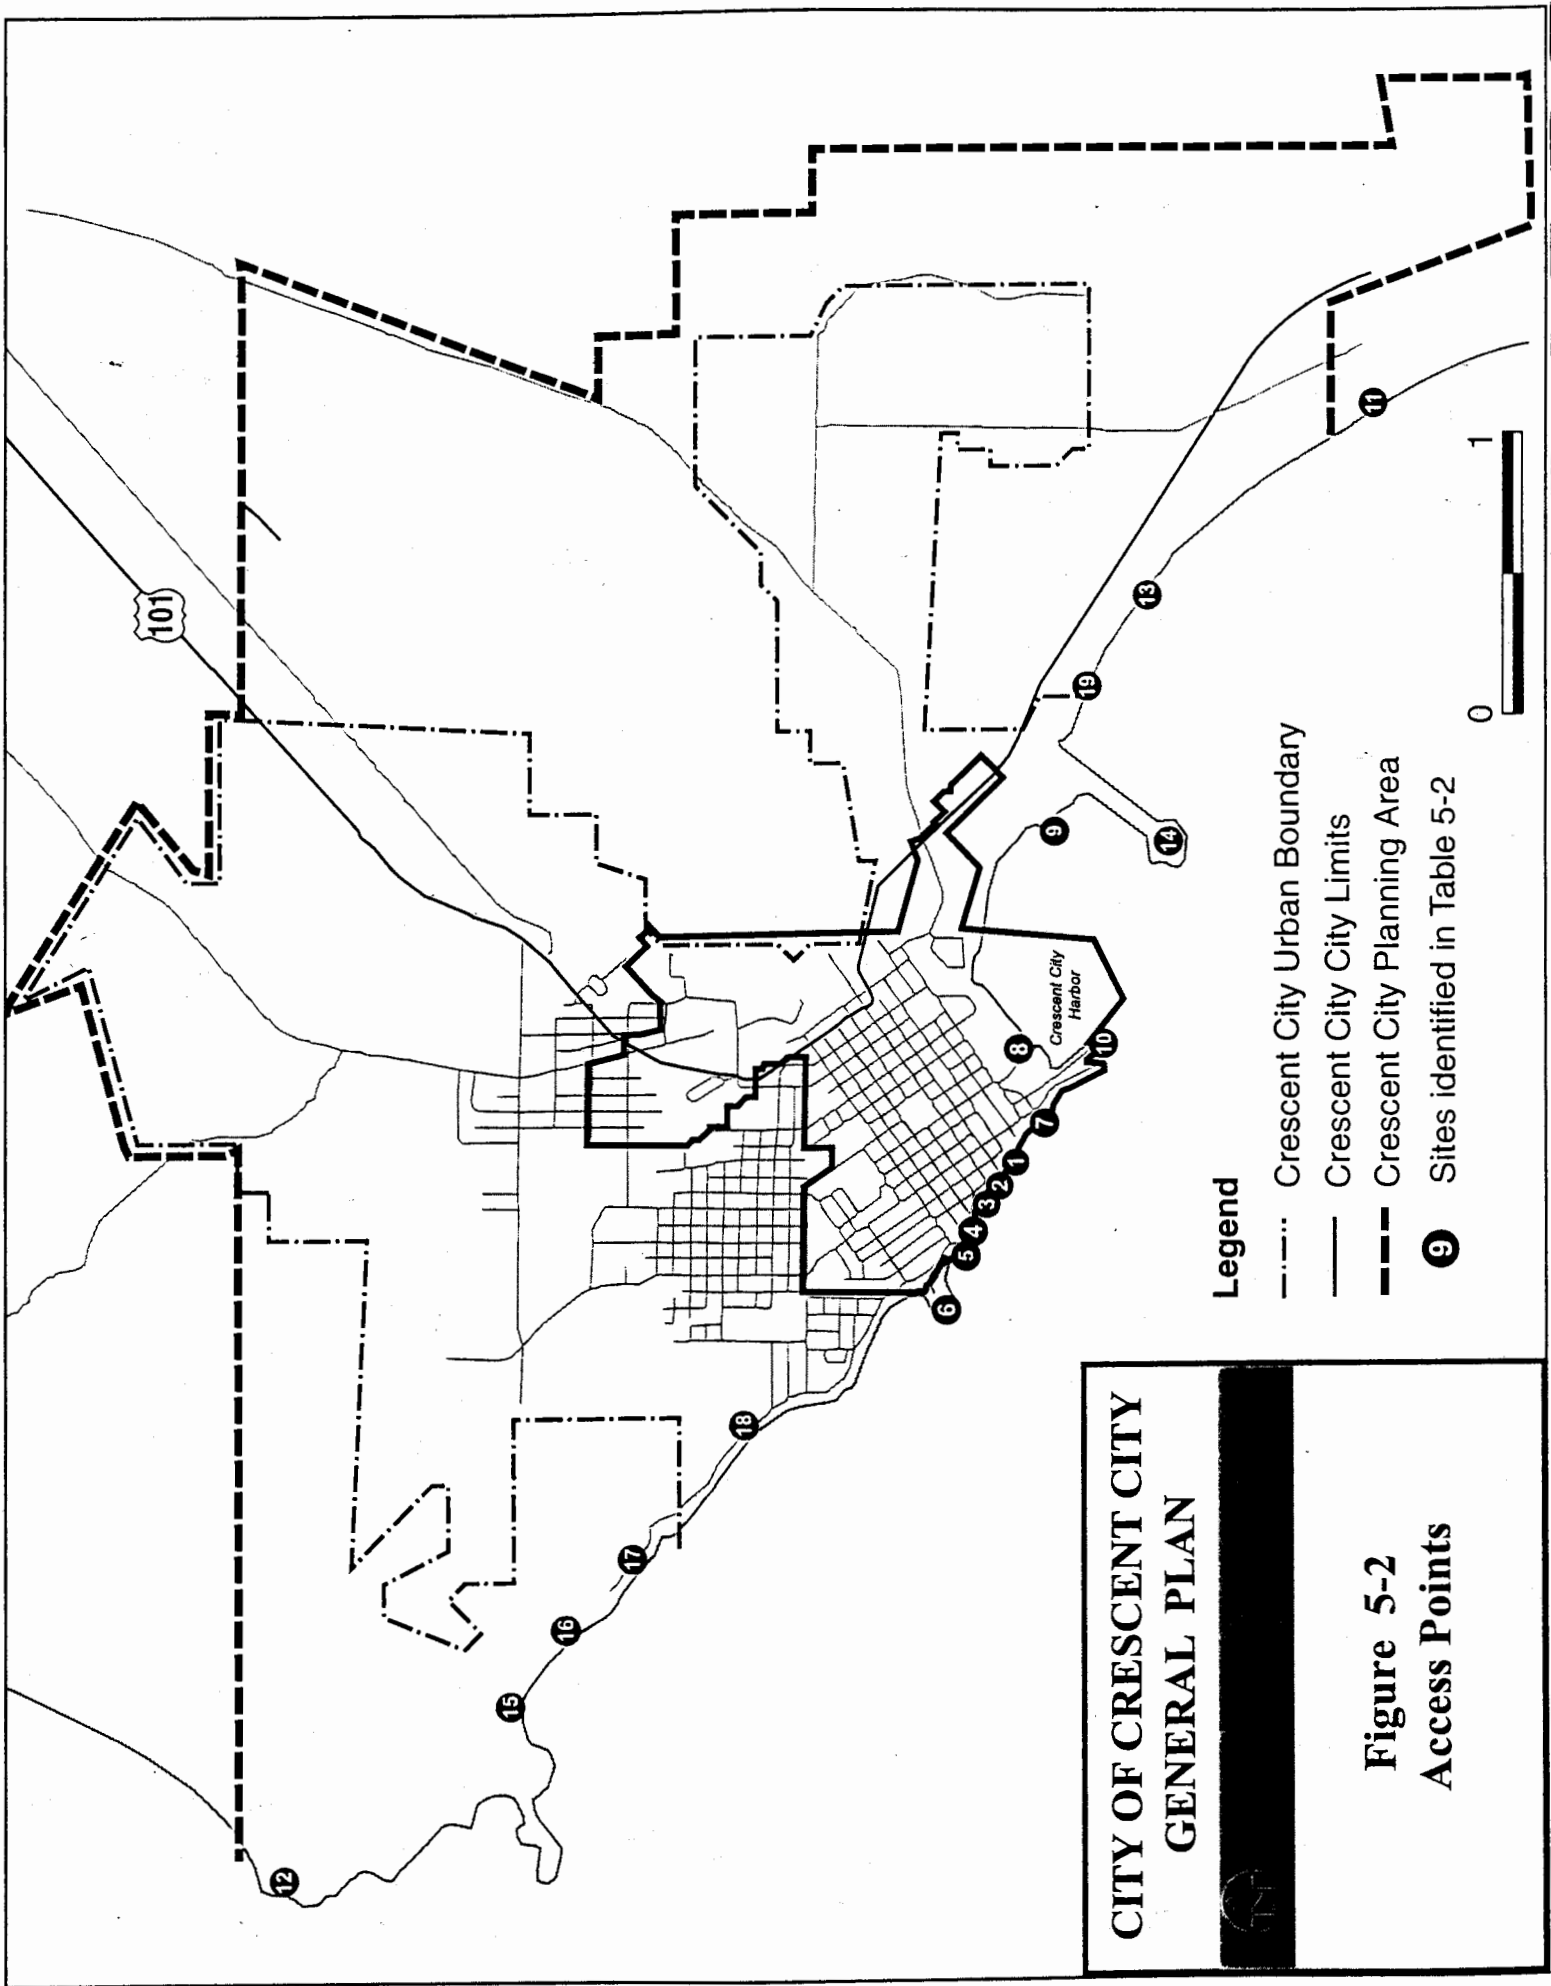 101
12
15
16
17
18
6
5
4
3
2
1
7
8
10
9
14
19
13
11
Crescent City
Harbor
Legend
Crescent City Urban Boundary
Crescent City City Limits
Crescent City Planning Area
9 Sites identified in Table 5-2
0 1
CITY OF CRESCENT CITY
GENERAL PLAN
Figure 5-2
Access Points